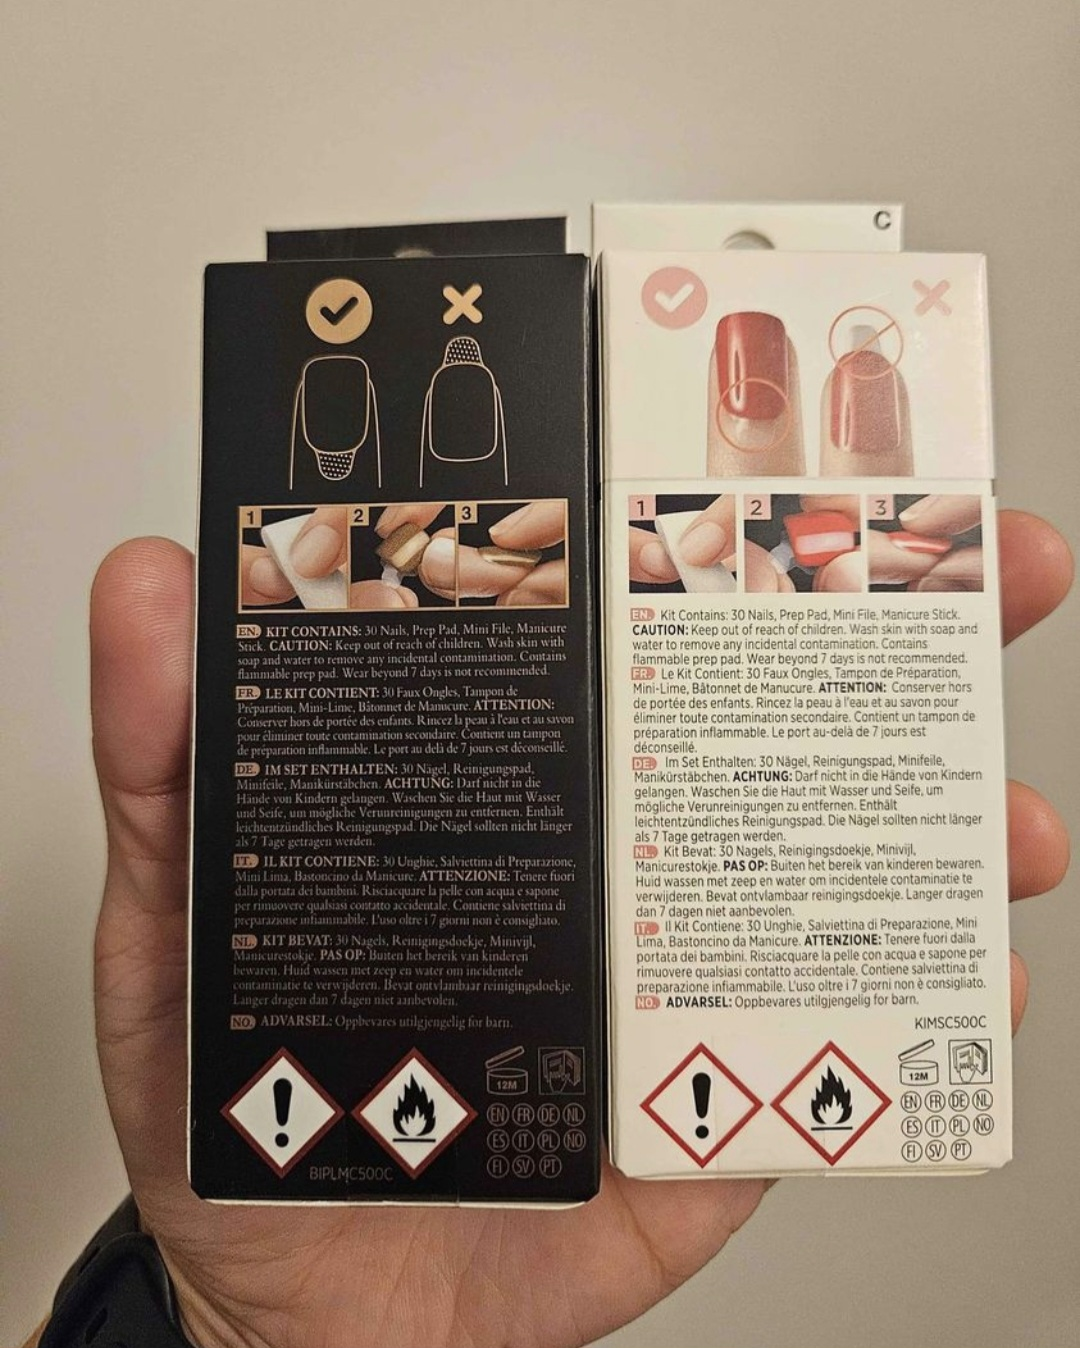 1 2 3
EN. KIT CONTAINS: 30 Nails, Prep Pad, Mini File, Manicure
Stick. CAUTION: Keep out of reach of children. Wash skin with
soap and water to remove any incidental contamination. Contains
flammable prep pad. Wear beyond 7 days is not recommended.
FR. LE KIT CONTIENT: 30 Faux Ongles, Tampon de
Préparation, Mini-Lime, Bâtonnet de Manucure. ATTENTION:
Conserver hors de portée des enfants. Rincez la peau à l'eau et au savon
pour éliminer toute contamination secondaire. Contient un tampon
de préparation inflammable. Le port au delà de 7 jours est déconseillé.
DE. IM SET ENTHALTEN: 30 Nägel, Reinigungspad,
Minifeile, Manikürstäbchen. ACHTUNG: Darf nicht in die
Hände von Kindern gelangen. Waschen Sie die Haut mit Wasser
und Seife, um mögliche Verunreinigungen zu entfernen. Enthält
leichtentzündliches Reinigungspad. Die Nägel sollten nicht länger
als 7 Tage getragen werden.
IT. IL KIT CONTIENE: 30 Unghie, Salviettina di Preparazione,
Mini Lima, Bastoncino da Manicure. ATTENZIONE: Tenere fuori
dalla portata dei bambini. Risciacquare la pelle con acqua e sapone
per rimuovere qualsiasi contatto accidentale. Contiene salviettina di
preparazione infiammabile. L'uso oltre i 7 giorni non è consigliato.
NL. KIT BEVAT: 30 Nagels, Reinigingsdoekje, Minivijl,
Manicurestokje. PAS OP: Buiten het bereik van kinderen
bewaren. Huid wassen met zeep en water om incidentele
contaminatie te verwijderen. Bevat ontvlambaar reinigingsdoekje.
Langer dragen dan 7 dagen niet aanbevolen.
NO. ADVARSEL: Oppbevares utilgjengelig for barn.
12M
EN FR DE NL
ES IT PL NO
FI SV PT
BIPLMC500C
C
1 2 3
EN. Kit Contains: 30 Nails, Prep Pad, Mini File, Manicure Stick.
CAUTION: Keep out of reach of children. Wash skin with soap and
water to remove any incidental contamination. Contains
flammable prep pad. Wear beyond 7 days is not recommended.
FR. Le Kit Contient: 30 Faux Ongles, Tampon de Préparation,
Mini-Lime, Bâtonnet de Manucure. ATTENTION: Conserver hors
de portée des enfants. Rincez la peau à l'eau et au savon pour
éliminer toute contamination secondaire. Contient un tampon de
préparation inflammable. Le port au-delà de 7 jours est
déconseillé.
DE. Im Set Enthalten: 30 Nägel, Reinigungspad, Minifeile,
Manikürstäbchen. ACHTUNG: Darf nicht in die Hände von Kindern
gelangen. Waschen Sie die Haut mit Wasser und Seife, um
mögliche Verunreinigungen zu entfernen. Enthält
leichtentzündliches Reinigungspad. Die Nägel sollten nicht länger
als 7 Tage getragen werden.
NL. Kit Bevat: 30 Nagels, Reinigingsdoekje, Minivijl,
Manicurestokje. PAS OP: Buiten het bereik van kinderen bewaren.
Huid wassen met zeep en water om incidentele contaminatie te
verwijderen. Bevat ontvlambaar reinigingsdoekje. Langer dragen
dan 7 dagen niet aanbevolen.
IT. Il Kit Contiene: 30 Unghie, Salviettina di Preparazione, Mini
Lima, Bastoncino da Manicure. ATTENZIONE: Tenere fuori dalla
portata dei bambini. Risciacquare la pelle con acqua e sapone per
rimuovere qualsiasi contatto accidentale. Contiene salviettina di
preparazione infiammabile. L'uso oltre i 7 giorni non è consigliato.
NO. ADVARSEL: Oppbevares utilgjengelig for barn.
KIMSC500C
12M
EN FR DE NL
ES IT PL NO
FI SV PT